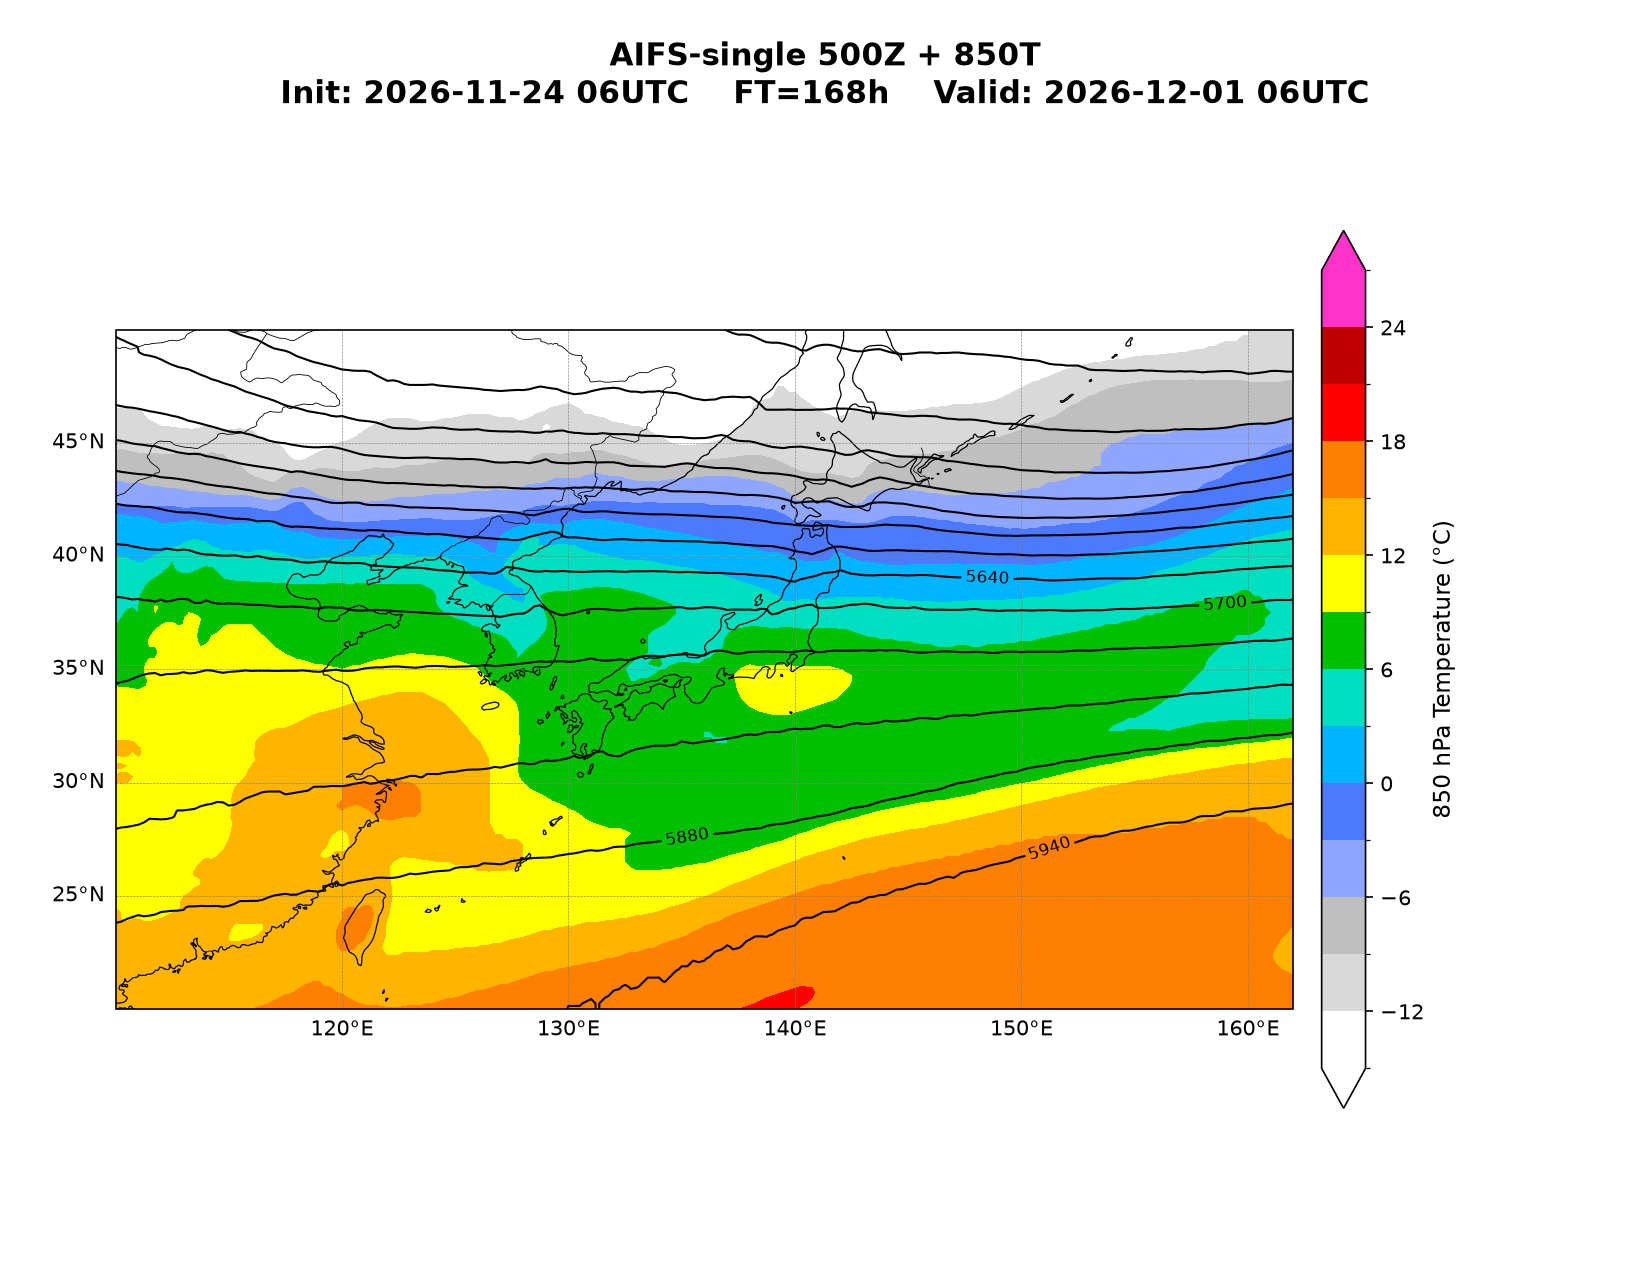 AIFS-single 500Z + 850T
Init: 2026-11-24 06UTC    FT=168h    Valid: 2026-12-01 06UTC
45°N
40°N
35°N
30°N
25°N
120°E
130°E
140°E
150°E
160°E
5640
5700
5880
5940
24
18
12
6
0
−6
−12
850 hPa Temperature (°C)